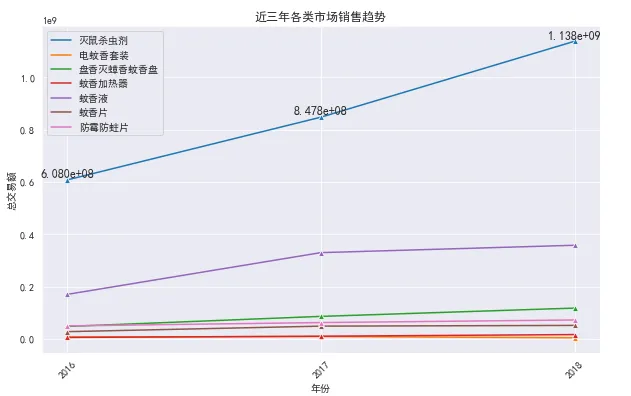 近三年各类市场销售趋势
1e9
灭鼠杀虫剂
电蚊香套装
盘香灭蟑香蚊香盘
蚊香加热器
蚊香液
蚊香片
防霉防蛀片
1.138e+09
8.478e+08
6.080e+08
1.0
0.8
0.6
0.4
0.2
0.0
总交易额
2016
2017
2018
年份